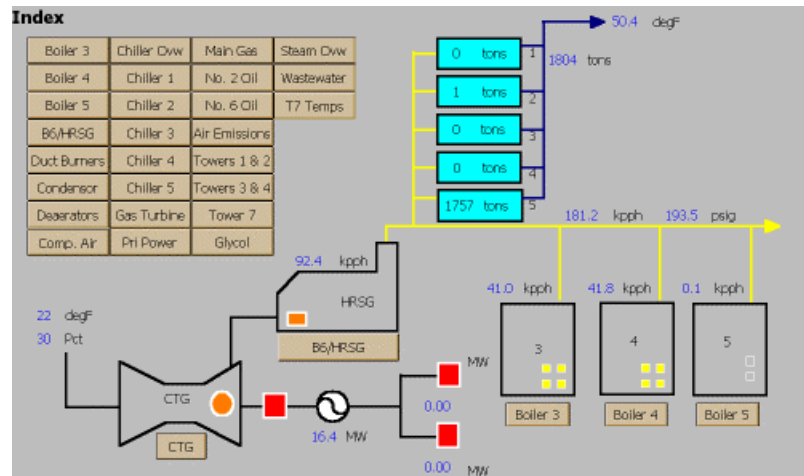 Index
Boiler 3 Chiller Ovw Main Gas Steam Ovw
Boiler 4 Chiller 1 No. 2 Oil Wastewater
Boiler 5 Chiller 2 No. 6 Oil T7 Temps
B6/HRSG Chiller 3 Air Emissions
Duct Burners Chiller 4 Towers 1 & 2
Condensor Chiller 5 Towers 3 & 4
Deaerators Gas Turbine Tower 7
Comp. Air Pri Power Glycol
50.4 degF
0 tons 1
1804 tons
1 tons 2
0 tons 3
0 tons 4
1757 tons 5
181.2 kpph 193.5 psig
92.4 kpph
HRSG
B6/HRSG
41.0 kpph 41.8 kpph 0.1 kpph
3 4 5
Boiler 3 Boiler 4 Boiler 5
22 degF
30 Pct
CTG
CTG
16.4 MW
MW
0.00
0.00 MW